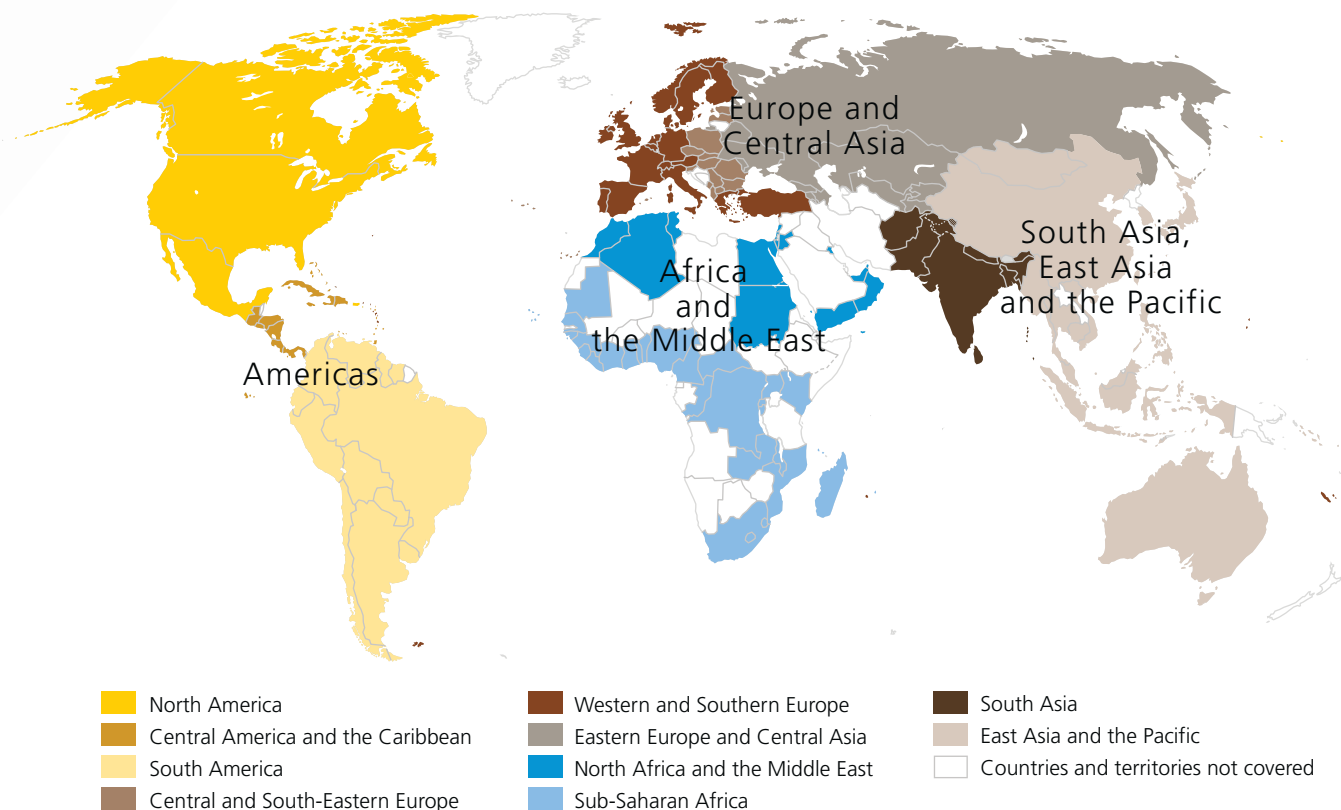 Europe and
Central Asia
South Asia,
East Asia
and the Pacific
Africa
and
the Middle East
Americas
North America
Central America and the Caribbean
South America
Central and South-Eastern Europe
Western and Southern Europe
Eastern Europe and Central Asia
North Africa and the Middle East
Sub-Saharan Africa
South Asia
East Asia and the Pacific
Countries and territories not covered